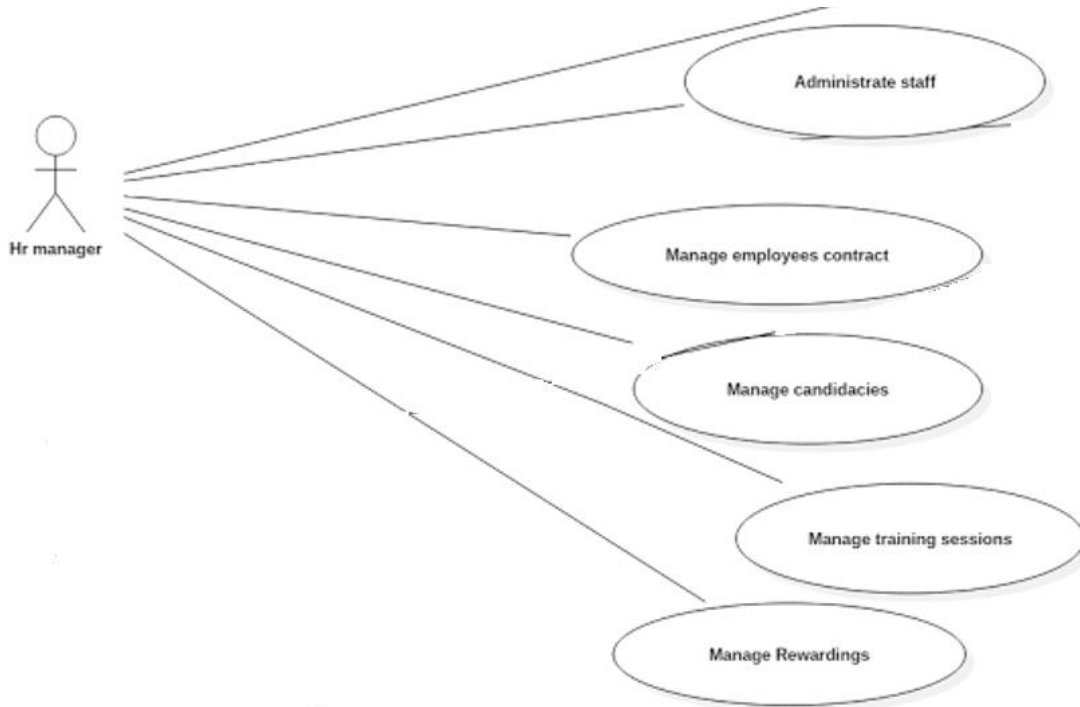 Administrate staff
Hr manager
Manage employees contract
Manage candidacies
Manage training sessions
Manage Rewardings